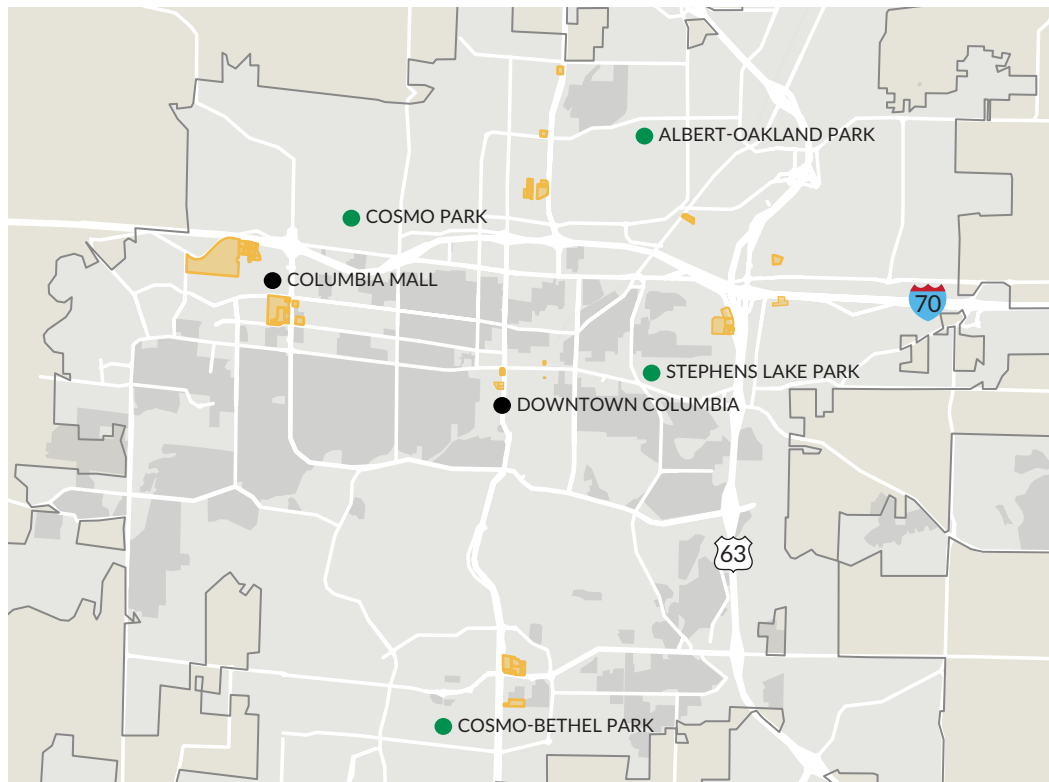 ALBERT-OAKLAND PARK
COSMO PARK
COLUMBIA MALL
70
STEPHENS LAKE PARK
DOWNTOWN COLUMBIA
63
COSMO-BETHEL PARK